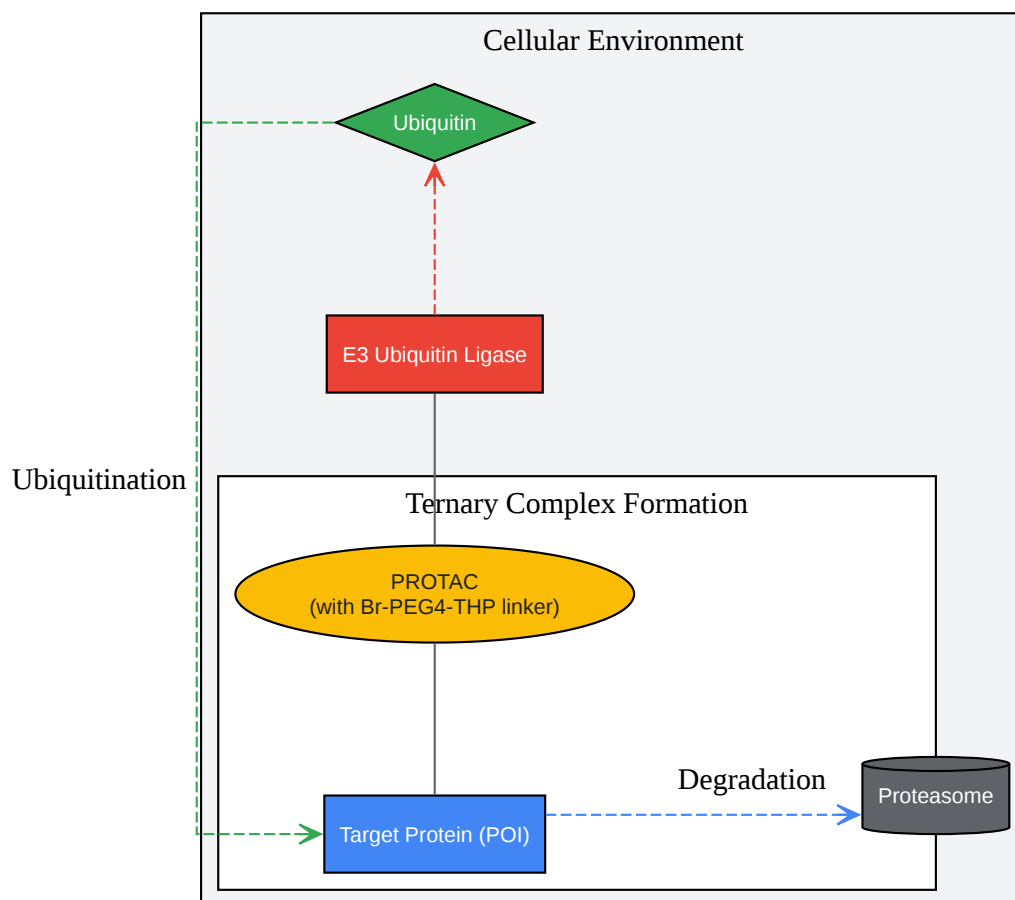 Cellular Environment
Ubiquitin
E3 Ubiquitin Ligase
Ubiquitination
Ternary Complex Formation
PROTAC
(with Br-PEG4-THP linker)
Degradation
Proteasome
Target Protein (POI)